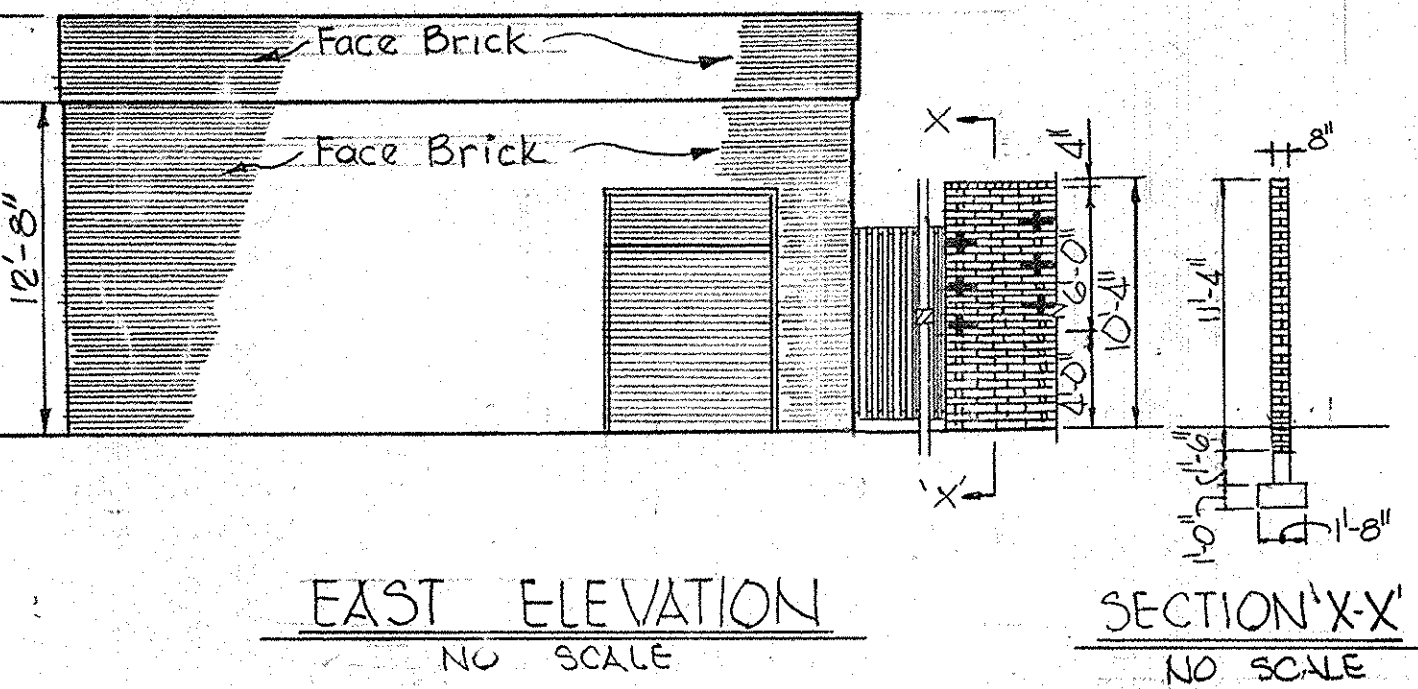 Face Brick
Face Brick
12'-8"
X
4"
6'-0"
4'-0"
10'-4"
'X'
EAST ELEVATION
NO SCALE
8"
11'-4"
1'-6"
1'-0"
1'-8"
SECTION 'X-X'
NO SCALE